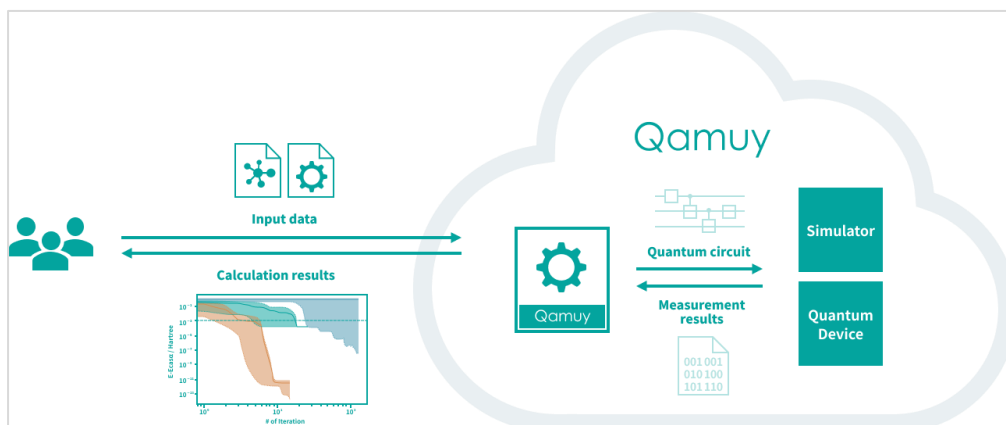 Qamuy
Input data
Calculation results
Quantum circuit
Measurement
results
001 001
010 100
101 110
Qamuy
Simulator
Quantum
Device
E-Ecasci / Hartree
# of Iteration